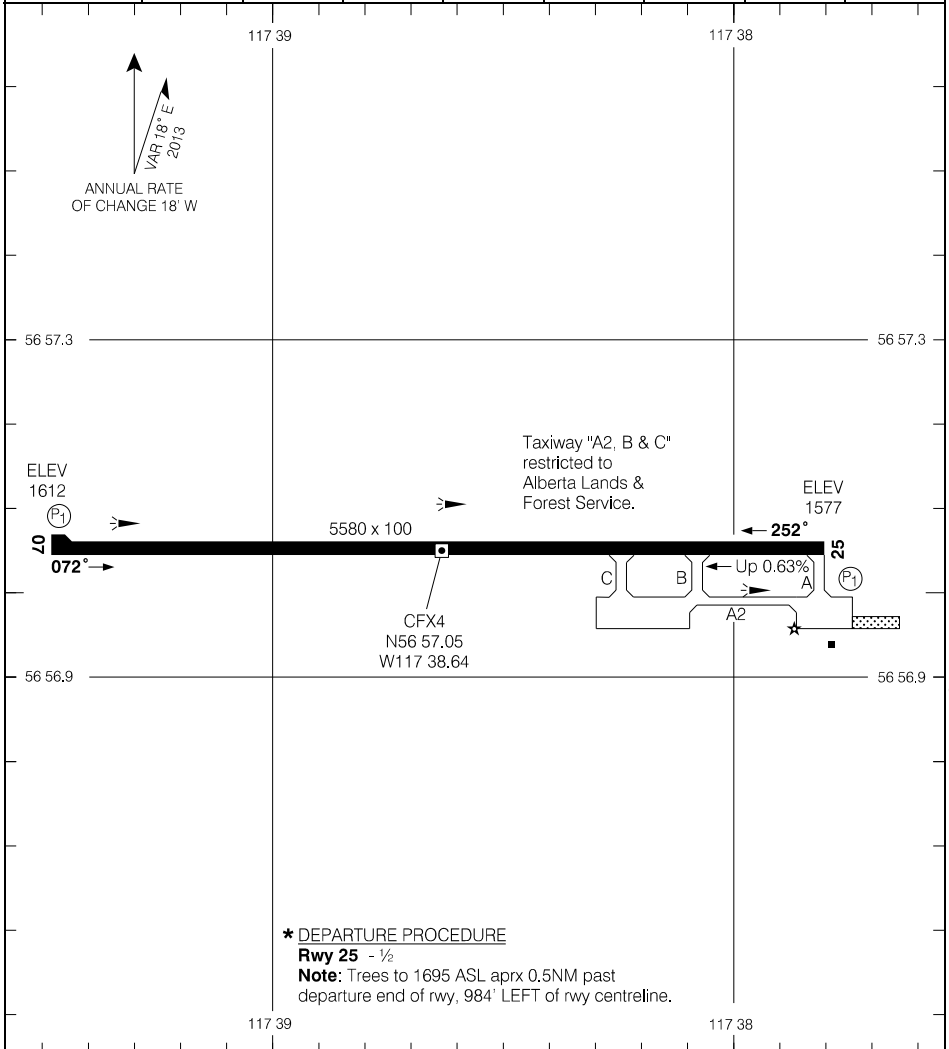 117 39
117 38
VAR 18° E
2013
ANNUAL RATE
OF CHANGE 18' W
56 57.3
56 57.3
Taxiway "A2, B & C"
restricted to
Alberta Lands &
Forest Service.
ELEV
1612
P1
ELEV
1577
5580 x 100
252°
07
25
072°
Up 0.63%
C
B
A
P1
A2
CFX4
N56 57.05
W117 38.64
56 56.9
56 56.9
* DEPARTURE PROCEDURE
Rwy 25 - ½
Note: Trees to 1695 ASL aprx 0.5NM past
departure end of rwy, 984' LEFT of rwy centreline.
117 39
117 38